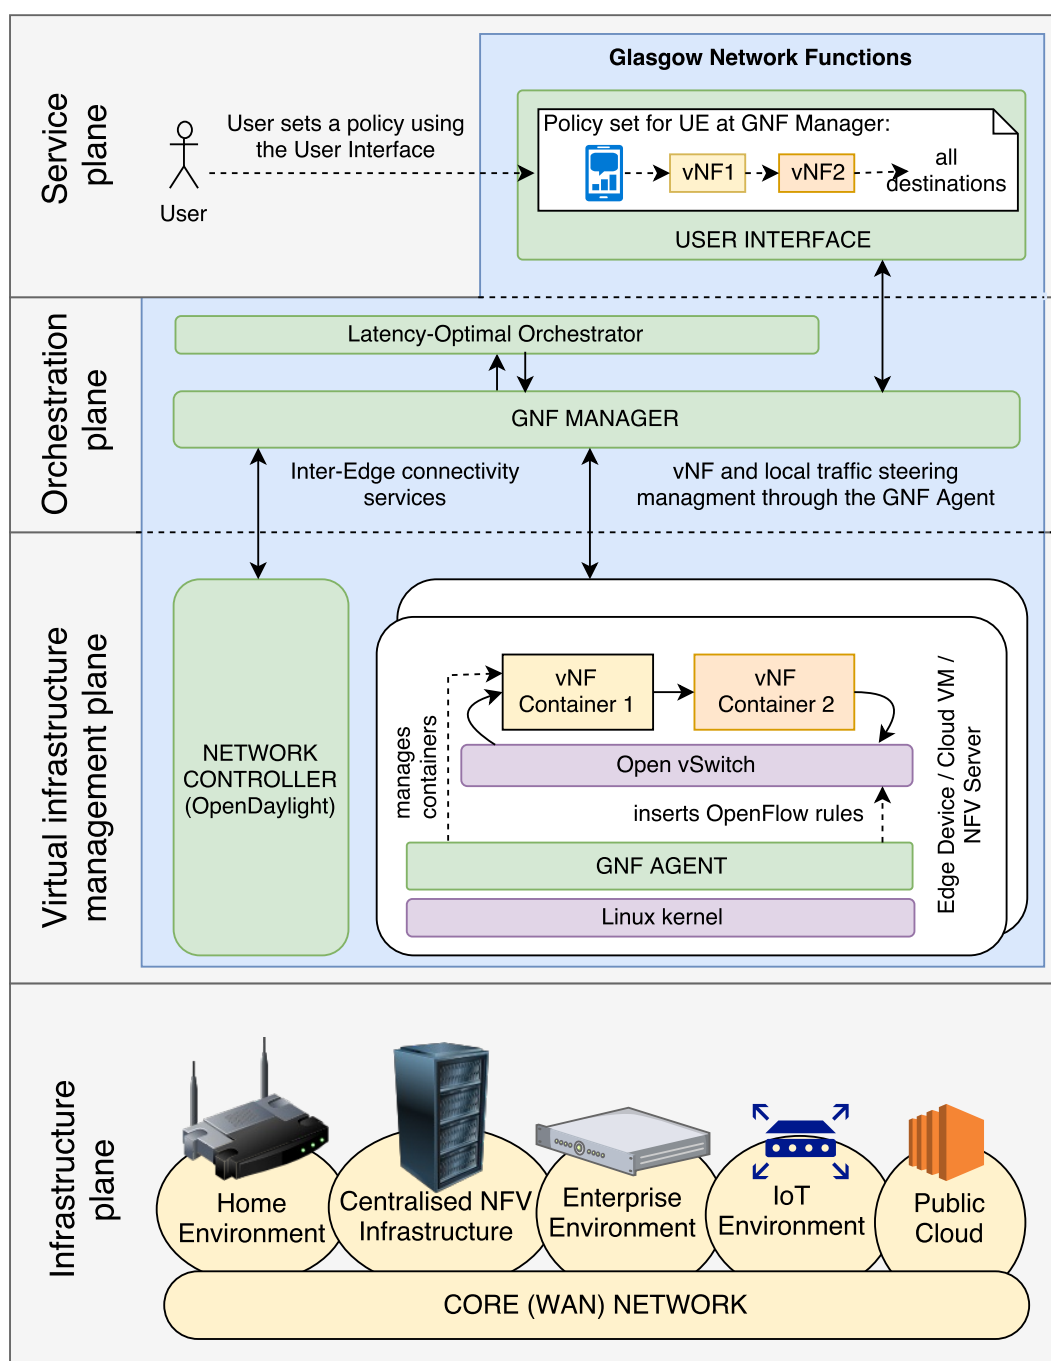 Service
plane
Glasgow Network Functions
User sets a policy using
the User Interface
User
Policy set for UE at GNF Manager:
vNF1
vNF2
all
destinations
USER INTERFACE
Orchestration
plane
Latency-Optimal Orchestrator
GNF MANAGER
Inter-Edge connectivity
services
vNF and local traffic steering
managment through the GNF Agent
Virtual infrastructure
management plane
NETWORK
CONTROLLER
(OpenDaylight)
manages
containers
vNF
Container 1
vNF
Container 2
Open vSwitch
inserts OpenFlow rules
GNF AGENT
Linux kernel
Edge Device / Cloud VM /
NFV Server
Infrastructure
plane
Home
Environment
Centralised NFV
Infrastructure
Enterprise
Environment
IoT
Environment
Public
Cloud
CORE (WAN) NETWORK